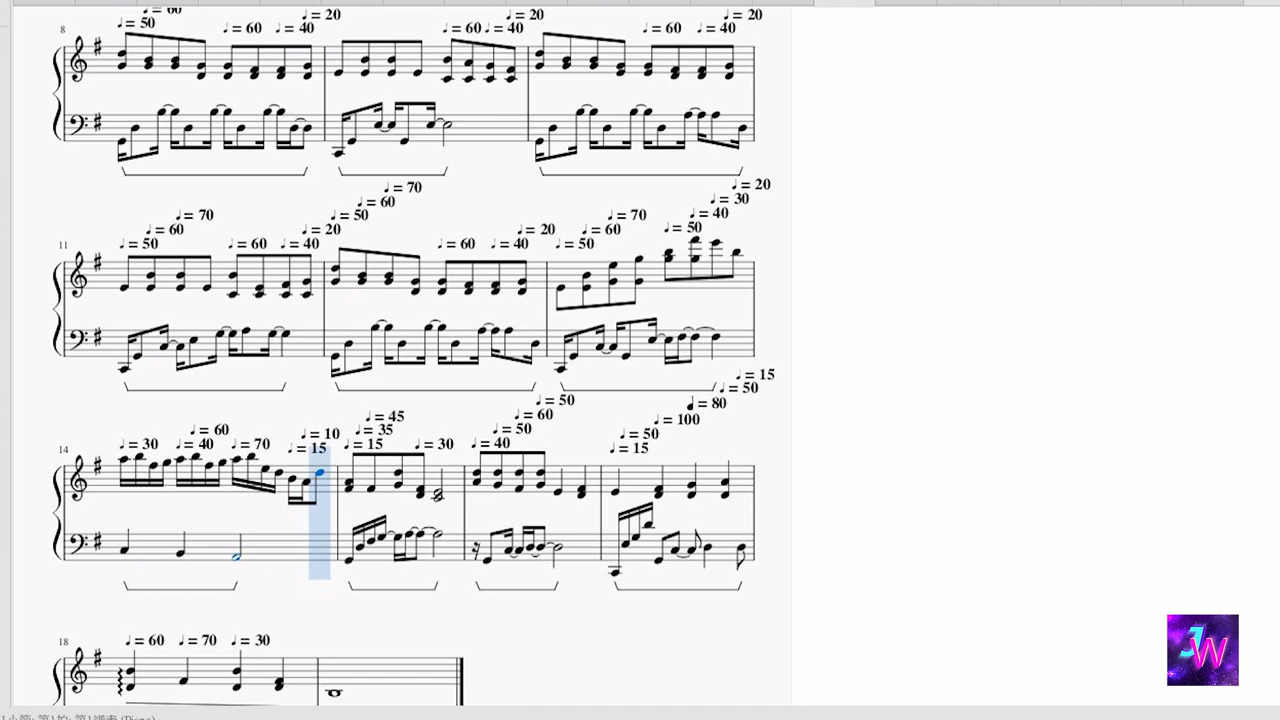 ♩= 60 ♩= 20
8 ♩= 50 ♩= 60 ♩= 40 ♩= 60 ♩= 40 ♩= 20 ♩= 60 ♩= 40 ♩= 20
♩= 70 ♩= 20
♩= 70 ♩= 60 ♩= 30
♩= 60 ♩= 50 ♩= 70 ♩= 40
11 ♩= 50 ♩= 60 ♩= 40 ♩= 20 ♩= 60 ♩= 40 ♩= 20 ♩= 50 ♩= 60 ♩= 50
♩= 15
♩= 50 ♩= 80 ♩= 50
♩= 60 ♩= 45 ♩= 60 ♩= 100
♩= 10 ♩= 35 ♩= 50 ♩= 50
14 ♩= 30 ♩= 40 ♩= 70 ♩= 15 ♩= 15 ♩= 30 ♩= 40 ♩= 15
18 ♩= 60 ♩= 70 ♩= 30
JW
(Piano)